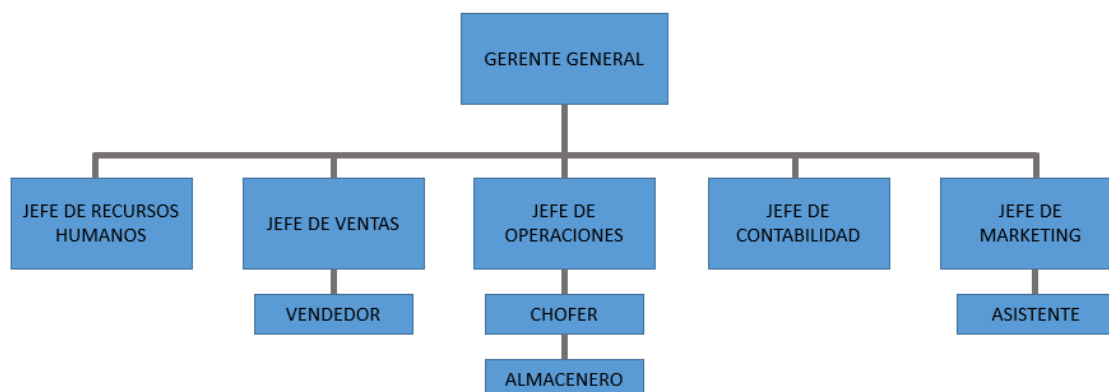 GERENTE GENERAL
JEFE DE RECURSOS
HUMANOS
JEFE DE VENTAS
JEFE DE
OPERACIONES
JEFE DE
CONTABILIDAD
JEFE DE
MARKETING
VENDEDOR
CHOFER
ASISTENTE
ALMACENERO